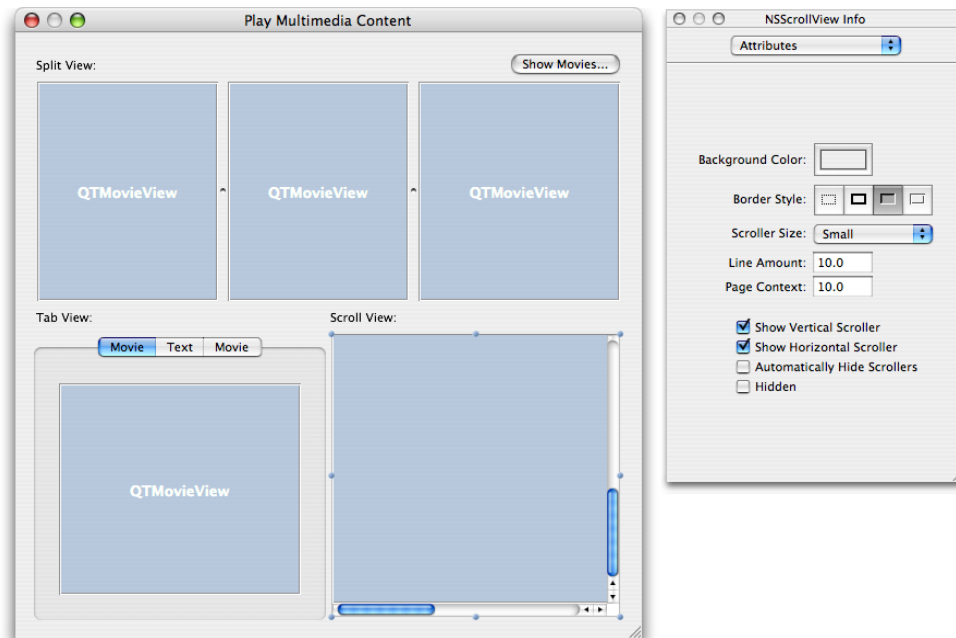 Play Multimedia Content
Split View:
Show Movies...
QTMovieView
QTMovieView
QTMovieView
Tab View:
Movie Text Movie
QTMovieView
Scroll View:
NSScrollView Info
Attributes
Background Color:
Border Style:
Scroller Size: Small
Line Amount: 10.0
Page Context: 10.0
Show Vertical Scroller
Show Horizontal Scroller
Automatically Hide Scrollers
Hidden